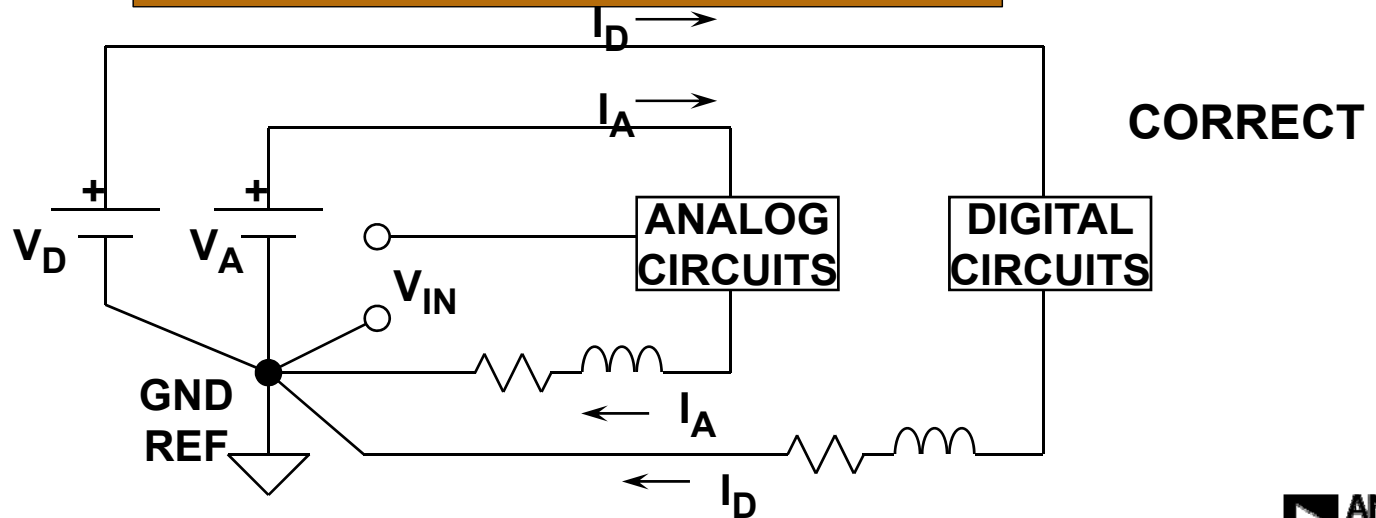 I_D
I_A
CORRECT
+
+
V_D
V_A
V_IN
ANALOG
CIRCUITS
DIGITAL
CIRCUITS
GND
REF
I_A
I_D